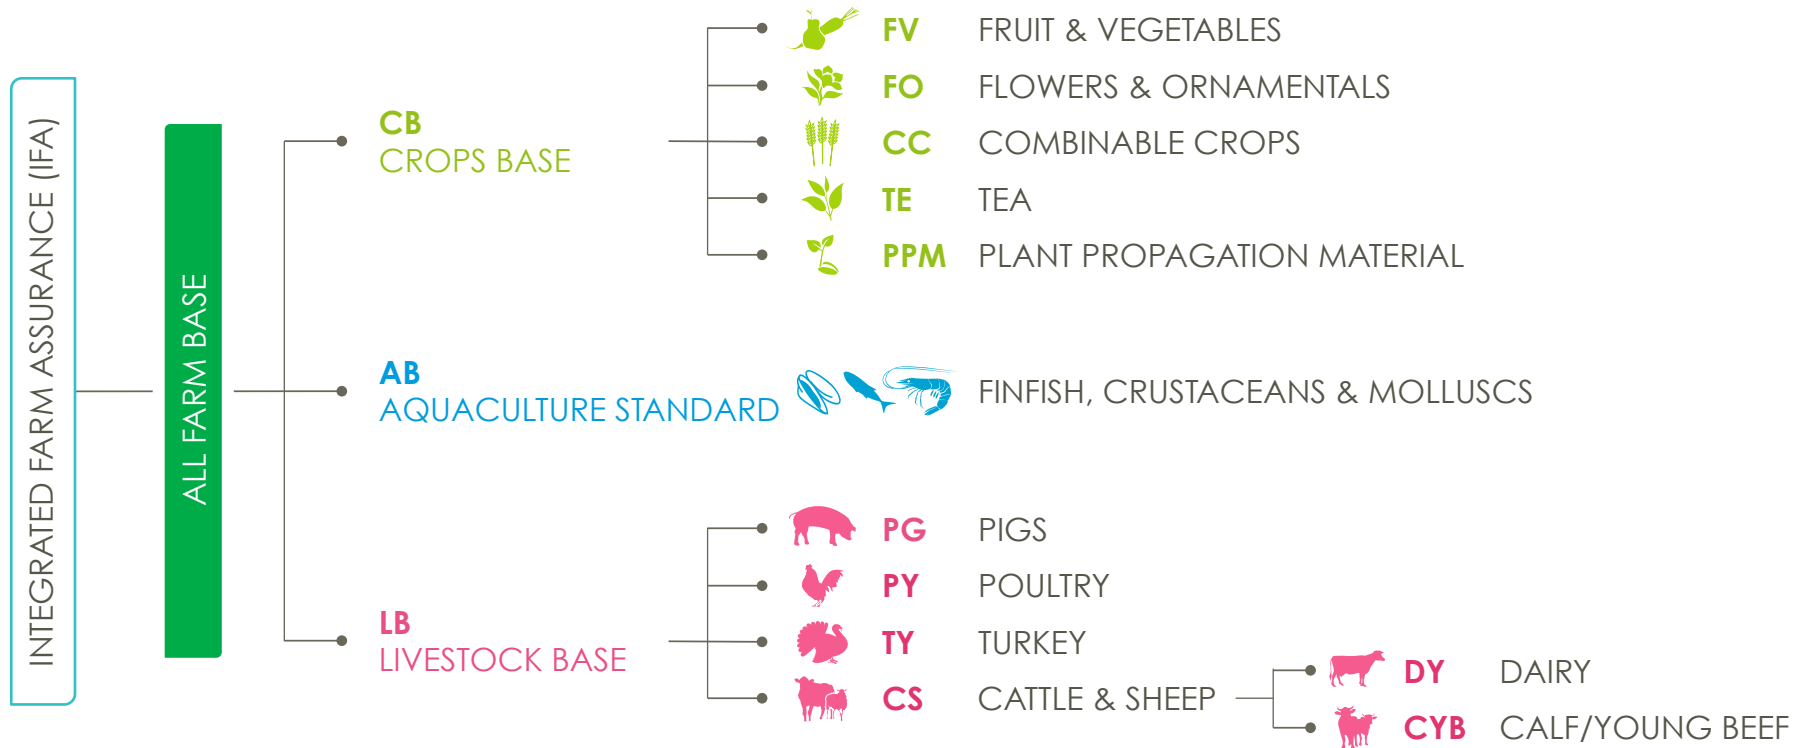 INTEGRATED FARM ASSURANCE (IFA)
ALL FARM BASE
CB
CROPS BASE
FV FRUIT & VEGETABLES
FO FLOWERS & ORNAMENTALS
CC COMBINABLE CROPS
TE TEA
PPM PLANT PROPAGATION MATERIAL
AB
AQUACULTURE STANDARD
FINFISH, CRUSTACEANS & MOLLUSCS
LB
LIVESTOCK BASE
PG PIGS
PY POULTRY
TY TURKEY
CS CATTLE & SHEEP
DY DAIRY
CYB CALF/YOUNG BEEF